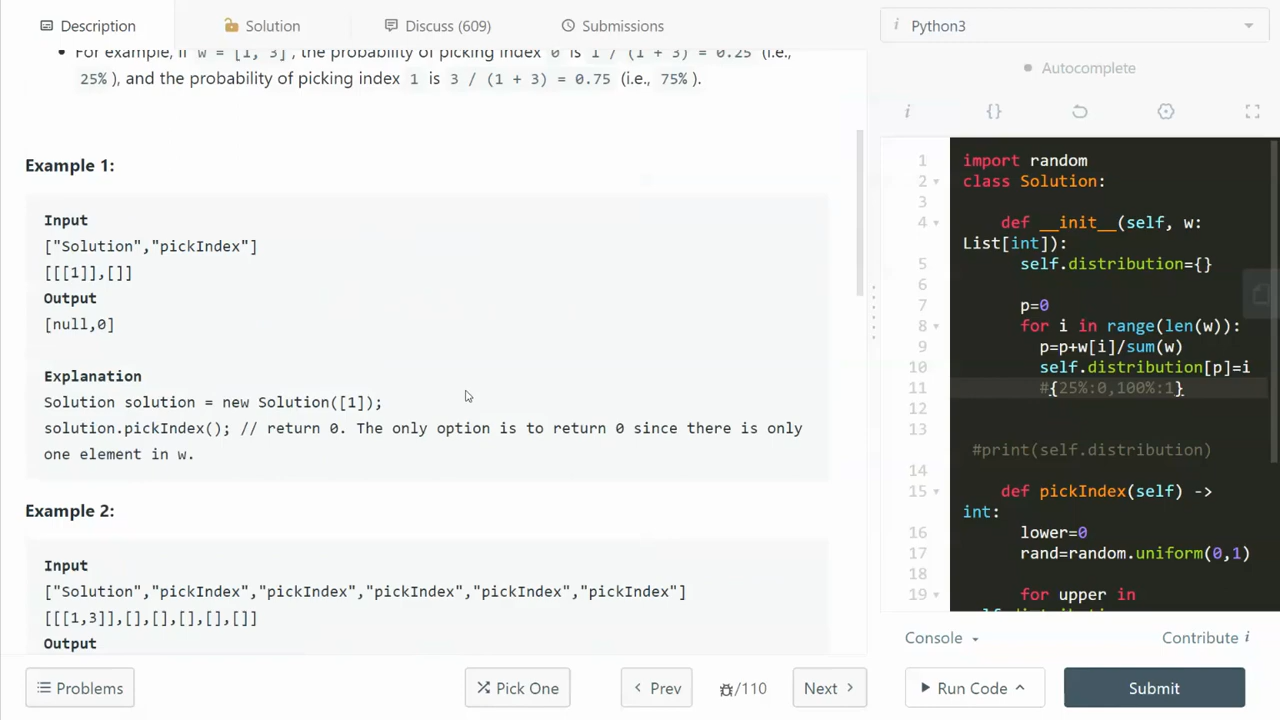 Description
Solution
Discuss (609)
Submissions
i Python3
Autocomplete
• For example, if w = [1, 3], the probability of picking index 0 is 1 / (1 + 3) = 0.25 (i.e.,
25%), and the probability of picking index 1 is 3 / (1 + 3) = 0.75 (i.e., 75%).
Example 1:
Input
["Solution","pickIndex"]
[[[1]],[]]
Output
[null,0]
Explanation
Solution solution = new Solution([1]);
solution.pickIndex(); // return 0. The only option is to return 0 since there is only
one element in w.
Example 2:
Input
["Solution","pickIndex","pickIndex","pickIndex","pickIndex","pickIndex"]
[[[1,3]],[],[],[],[],[]]
Output
i {}
1 import random
2 class Solution:
3
4 def __init__(self, w:
List[int]):
5 self.distribution={}
6
7 p=0
8 for i in range(len(w)):
9 p=p+w[i]/sum(w)
10 self.distribution[p]=i
11 #{25%:0,100%:1}
12
13
#print(self.distribution)
14
15 def pickIndex(self) ->
int:
16 lower=0
17 rand=random.uniform(0,1)
18
19 for upper in
Problems
Pick One
Prev
/110
Next
Console
Contribute i
Run Code
Submit